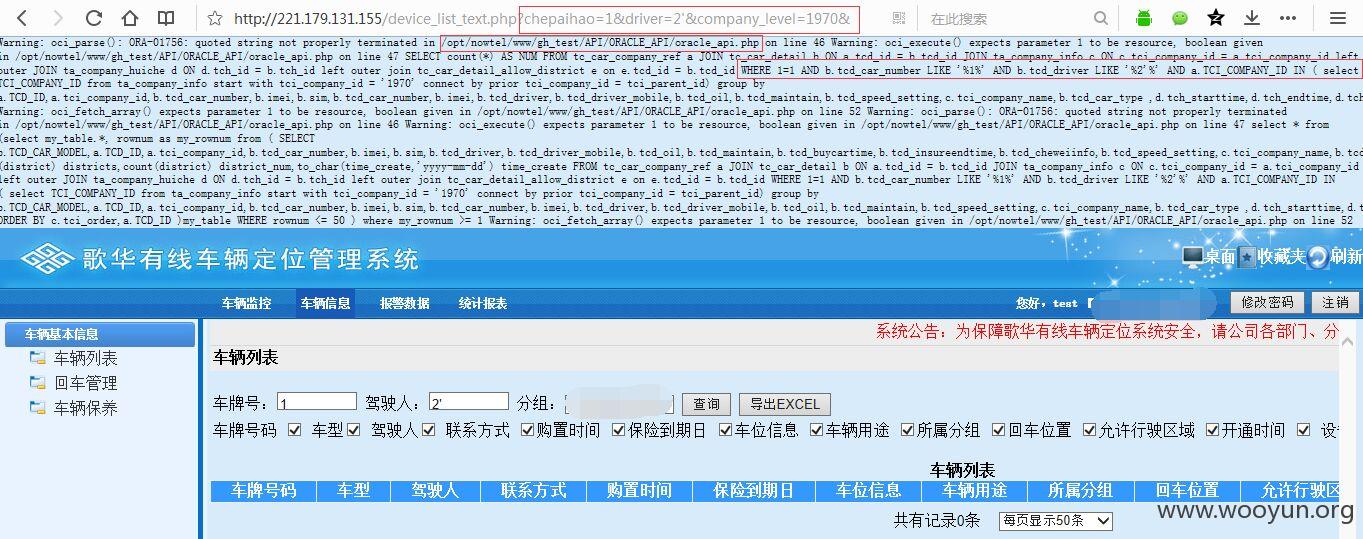 http://221.179.131.155/device_list_text.php?chepaihao=1&driver=2'&company_level=1970& 在此搜索
Warning: oci_parse(): ORA-01756: quoted string not properly terminated in /opt/nowtel/www/gh_test/API/ORACLE_API/oracle_api.php on line 46 Warning: oci_execute() expects parameter 1 to be resource, boolean given
in /opt/nowtel/www/gh_test/API/ORACLE_API/oracle_api.php on line 47 SELECT count(*) AS NUM FROM tc_car_company_ref a JOIN tc_car_detail b ON a.tcd_id = b.tcd_id JOIN ta_company_info c ON c.tci_company_id = a.tci_company_id left
outer JOIN ta_company_huiche d ON d.tch_id = b.tch_id left outer join tc_car_detail_allow_district e on e.tcd_id = b.tcd_id WHERE 1=1 AND b.tcd_car_number LIKE '%1%' AND b.tcd_driver LIKE '%2'%' AND a.TCI_COMPANY_ID IN ( select
TCI_COMPANY_ID from ta_company_info start with tci_company_id = '1970' connect by prior tci_company_id = tci_parent_id) group by
a.TCD_ID,a.tci_company_id, b.tcd_car_number, b.imei, b.sim, b.tcd_car_number, b.imei, b.tcd_driver, b.tcd_driver_mobile, b.tcd_oil, b.tcd_maintain, b.tcd_speed_setting, c.tci_company_name, b.tcd_car_type , d.tch_starttime, d.tch_endtime, d.tch
Warning: oci_fetch_array() expects parameter 1 to be resource, boolean given in /opt/nowtel/www/gh_test/API/ORACLE_API/oracle_api.php on line 52 Warning: oci_parse(): ORA-01756: quoted string not properly terminated
in /opt/nowtel/www/gh_test/API/ORACLE_API/oracle_api.php on line 46 Warning: oci_execute() expects parameter 1 to be resource, boolean given in /opt/nowtel/www/gh_test/API/ORACLE_API/oracle_api.php on line 47 select * from
(select my_table.*, rownum as my_rownum from ( SELECT
b.TCD_CAR_MODEL, a.TCD_ID, a.tci_company_id, b.tcd_car_number, b.imei, b.sim, b.tcd_driver, b.tcd_driver_mobile, b.tcd_oil, b.tcd_maintain, b.tcd_buycartime, b.tcd_insureendtime, b.tcd_cheweiinfo, b.tcd_speed_setting, c.tci_company_name, b.tcd
(district) districts,count(district) district_num,to_char(time_create,'yyyy-mm-dd') time_create FROM tc_car_company_ref a JOIN tc_car_detail b ON a.tcd_id = b.tcd_id JOIN ta_company_info c ON c.tci_company_id = a.tci_company_id
left outer JOIN ta_company_huiche d ON d.tch_id = b.tch_id left outer join tc_car_detail_allow_district e on e.tcd_id = b.tcd_id WHERE 1=1 AND b.tcd_car_number LIKE '%1%' AND b.tcd_driver LIKE '%2'%' AND a.TCI_COMPANY_ID IN
( select TCI_COMPANY_ID from ta_company_info start with tci_company_id = '1970' connect by prior tci_company_id = tci_parent_id) group by
b.TCD_CAR_MODEL, a.TCD_ID, a.tci_company_id, b.tcd_car_number, b.imei, b.sim, b.tcd_car_number, b.imei, b.tcd_driver, b.tcd_driver_mobile, b.tcd_oil, b.tcd_maintain, b.tcd_speed_setting, c.tci_company_name, b.tcd_car_type , d.tch_starttime, d.t
ORDER BY c.tci_order,a.TCD_ID )my_table WHERE rownum <= 50 ) where my_rownum >= 1 Warning: oci_fetch_array() expects parameter 1 to be resource, boolean given in /opt/nowtel/www/gh_test/API/ORACLE_API/oracle_api.php on line 52
歌华有线车辆定位管理系统 桌面 收藏夹 刷新
车辆监控 车辆信息 报警数据 统计报表 您好，test 【 修改密码 注销
车辆基本信息
车辆列表
回车管理
车辆保养
系统公告：为保障歌华有线车辆定位系统安全，请公司各部门、分
车辆列表
车牌号： 1 驾驶人： 2' 分组： 查询 导出EXCEL
车牌号码 车型 驾驶人 联系方式 购置时间 保险到期日 车位信息 车辆用途 所属分组 回车位置 允许行驶区域 开通时间 设
车辆列表
车牌号码 车型 驾驶人 联系方式 购置时间 保险到期日 车位信息 车辆用途 所属分组 回车位置 允许行驶区
共有记录0条 每页显示50条
www.wooyun.org